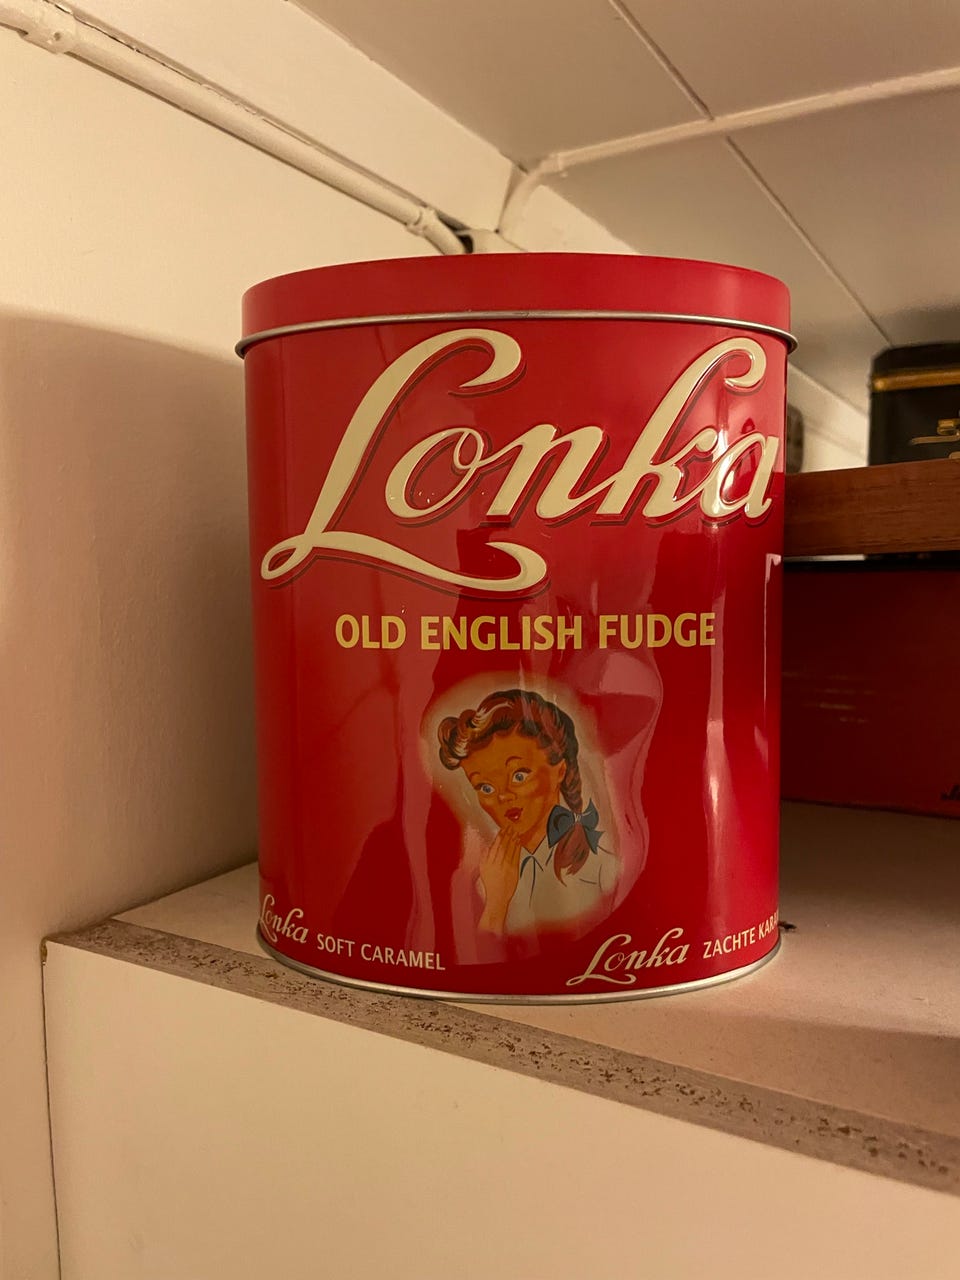 Lonka
OLD ENGLISH FUDGE
Lonka SOFT CARAMEL
Lonka ZACHTE